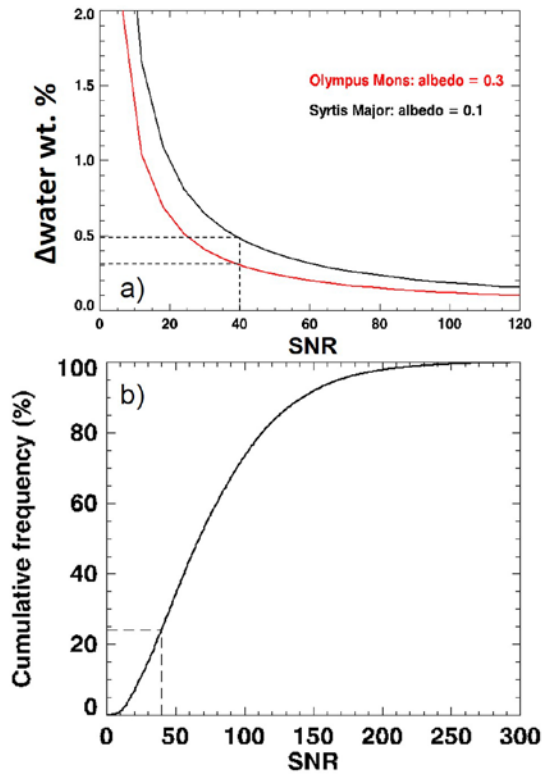 2.0
1.5
1.0
0.5
0.0
Δwater wt. %
Olympus Mons: albedo = 0.3
Syrtis Major: albedo = 0.1
a)
0 20 40 60 80 100 120
SNR
100
80
60
40
20
0
Cumulative frequency (%)
b)
0 50 100 150 200 250 300
SNR